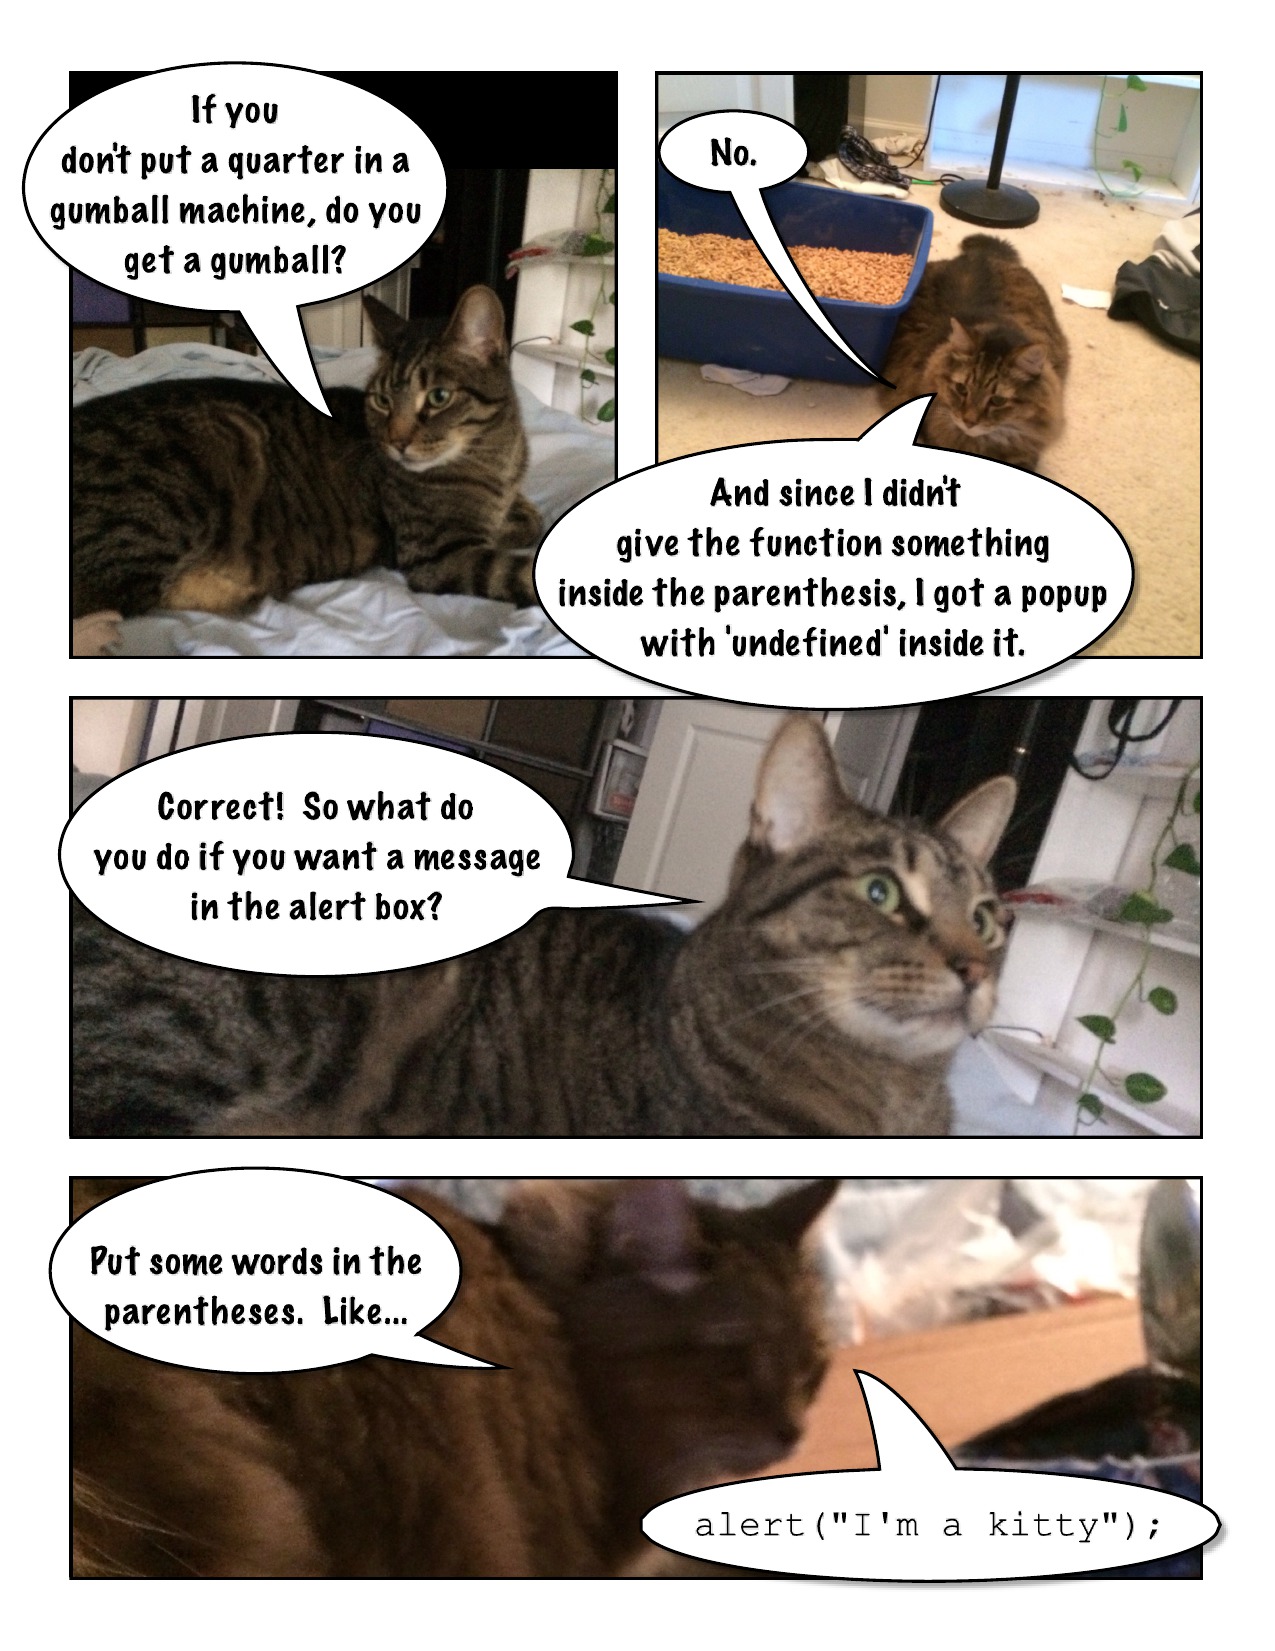 If you
don't put a quarter in a
gumball machine, do you
get a gumball?
No.
And since I didn't
give the function something
inside the parenthesis, I got a popup
with 'undefined' inside it.
Correct!  So what do
you do if you want a message
in the alert box?
Put some words in the
parentheses.  Like...
alert("I'm a kitty");